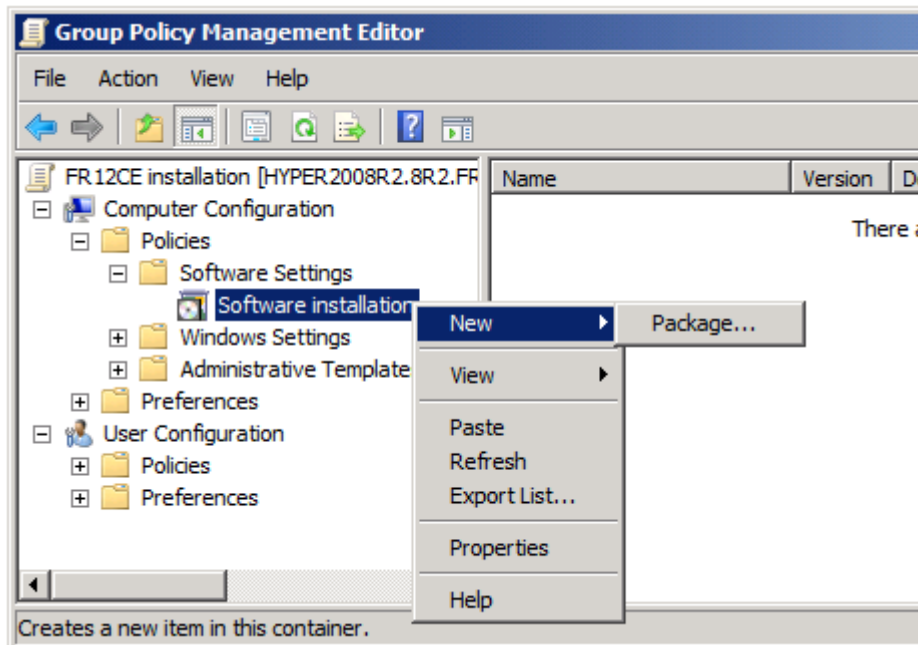 Group Policy Management Editor
File Action View Help
FR12CE installation [HYPER2008R2.8R2.FR
Name Version D
Computer Configuration
There a
Policies
Software Settings
Software installation
New Package...
Windows Settings
View
Administrative Template
Preferences
Paste
User Configuration
Refresh
Policies
Export List...
Preferences
Properties
Help
Creates a new item in this container.